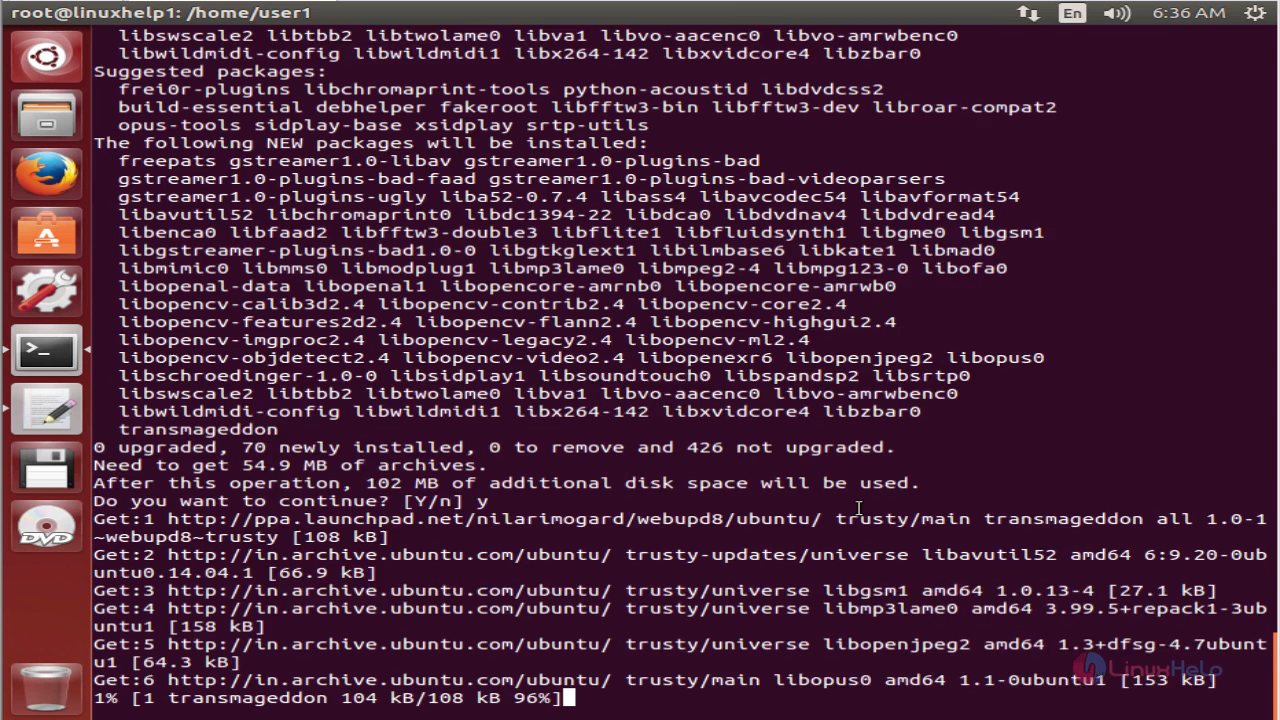 root@linuxhelp1: /home/user1
En
6:36 AM
libswscale2 libtbb2 libtwolame0 libva1 libvo-aacenc0 libvo-amrwbenc0
libwildmidi-config libwildmidi1 libx264-142 libxvidcore4 libzbar0
Suggested packages:
frei0r-plugins libchromaprint-tools python-acoustid libdvdcss2
build-essential debhelper fakeroot libfftw3-bin libfftw3-dev libroar-compat2
opus-tools sidplay-base xsidplay srtp-utils
The following NEW packages will be installed:
freepats gstreamer1.0-libav gstreamer1.0-plugins-bad
gstreamer1.0-plugins-bad-faad gstreamer1.0-plugins-bad-videoparsers
gstreamer1.0-plugins-ugly liba52-0.7.4 libass4 libavcodec54 libavformat54
libavutil52 libchromaprint0 libdc1394-22 libdca0 libdvdnav4 libdvdread4
libenca0 libfaad2 libfftw3-double3 libflite1 libfluidsynth1 libgme0 libgsm1
libgstreamer-plugins-bad1.0-0 libgtkglext1 libilmbase6 libkate1 libmad0
libmimic0 libmms0 libmodplug1 libmp3lame0 libmpeg2-4 libmpg123-0 libofa0
libopenal-data libopenal1 libopencore-amrnb0 libopencore-amrwb0
libopencv-calib3d2.4 libopencv-contrib2.4 libopencv-core2.4
libopencv-features2d2.4 libopencv-flann2.4 libopencv-highgui2.4
libopencv-imgproc2.4 libopencv-legacy2.4 libopencv-ml2.4
libopencv-objdetect2.4 libopencv-video2.4 libopenexr6 libopenjpeg2 libopus0
libschroedinger-1.0-0 libsidplay1 libsoundtouch0 libspandsp2 libsrtp0
libswscale2 libtbb2 libtwolame0 libva1 libvo-aacenc0 libvo-amrwbenc0
libwildmidi-config libwildmidi1 libx264-142 libxvidcore4 libzbar0
transmageddon
0 upgraded, 70 newly installed, 0 to remove and 426 not upgraded.
Need to get 54.9 MB of archives.
After this operation, 102 MB of additional disk space will be used.
Do you want to continue? [Y/n] y
Get:1 http://ppa.launchpad.net/nilarimogard/webupd8/ubuntu/ trusty/main transmageddon all 1.0-1
~webupd8~trusty [108 kB]
Get:2 http://in.archive.ubuntu.com/ubuntu/ trusty-updates/universe libavutil52 amd64 6:9.20-0ub
untu0.14.04.1 [66.9 kB]
Get:3 http://in.archive.ubuntu.com/ubuntu/ trusty/universe libgsm1 amd64 1.0.13-4 [27.1 kB]
Get:4 http://in.archive.ubuntu.com/ubuntu/ trusty/universe libmp3lame0 amd64 3.99.5+repack1-3ub
untu1 [158 kB]
Get:5 http://in.archive.ubuntu.com/ubuntu/ trusty/universe libopenjpeg2 amd64 1.3+dfsg-4.7ubunt
u1 [64.3 kB]
Get:6 http://in.archive.ubuntu.com/ubuntu/ trusty/main libopus0 amd64 1.1-0ubuntu1 [153 kB]
1% [1 transmageddon 104 kB/108 kB 96%]
DVD
LinuxHelp